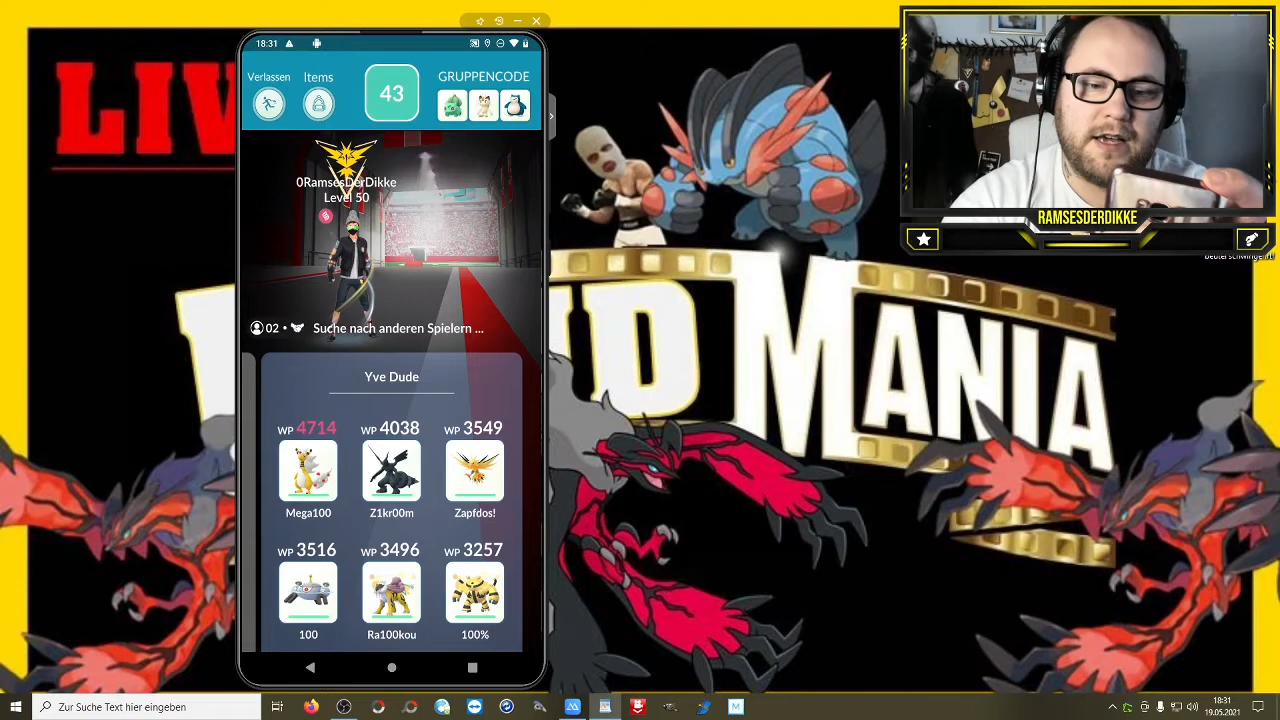 18:31
Verlassen
Items
43
GRUPPENCODE
0RamsesDerDikke
Level 50
02 • Suche nach anderen Spielern ...
Yve Dude
WP 4714
WP 4038
WP 3549
Mega100
Z1kr00m
Zapfdos!
WP 3516
WP 3496
WP 3257
100
Ra100kou
100%
LIV
D MANIA
RAMSESDERDIKKE
Zur Suche Text hier eingeben
18:31
19.05.2021